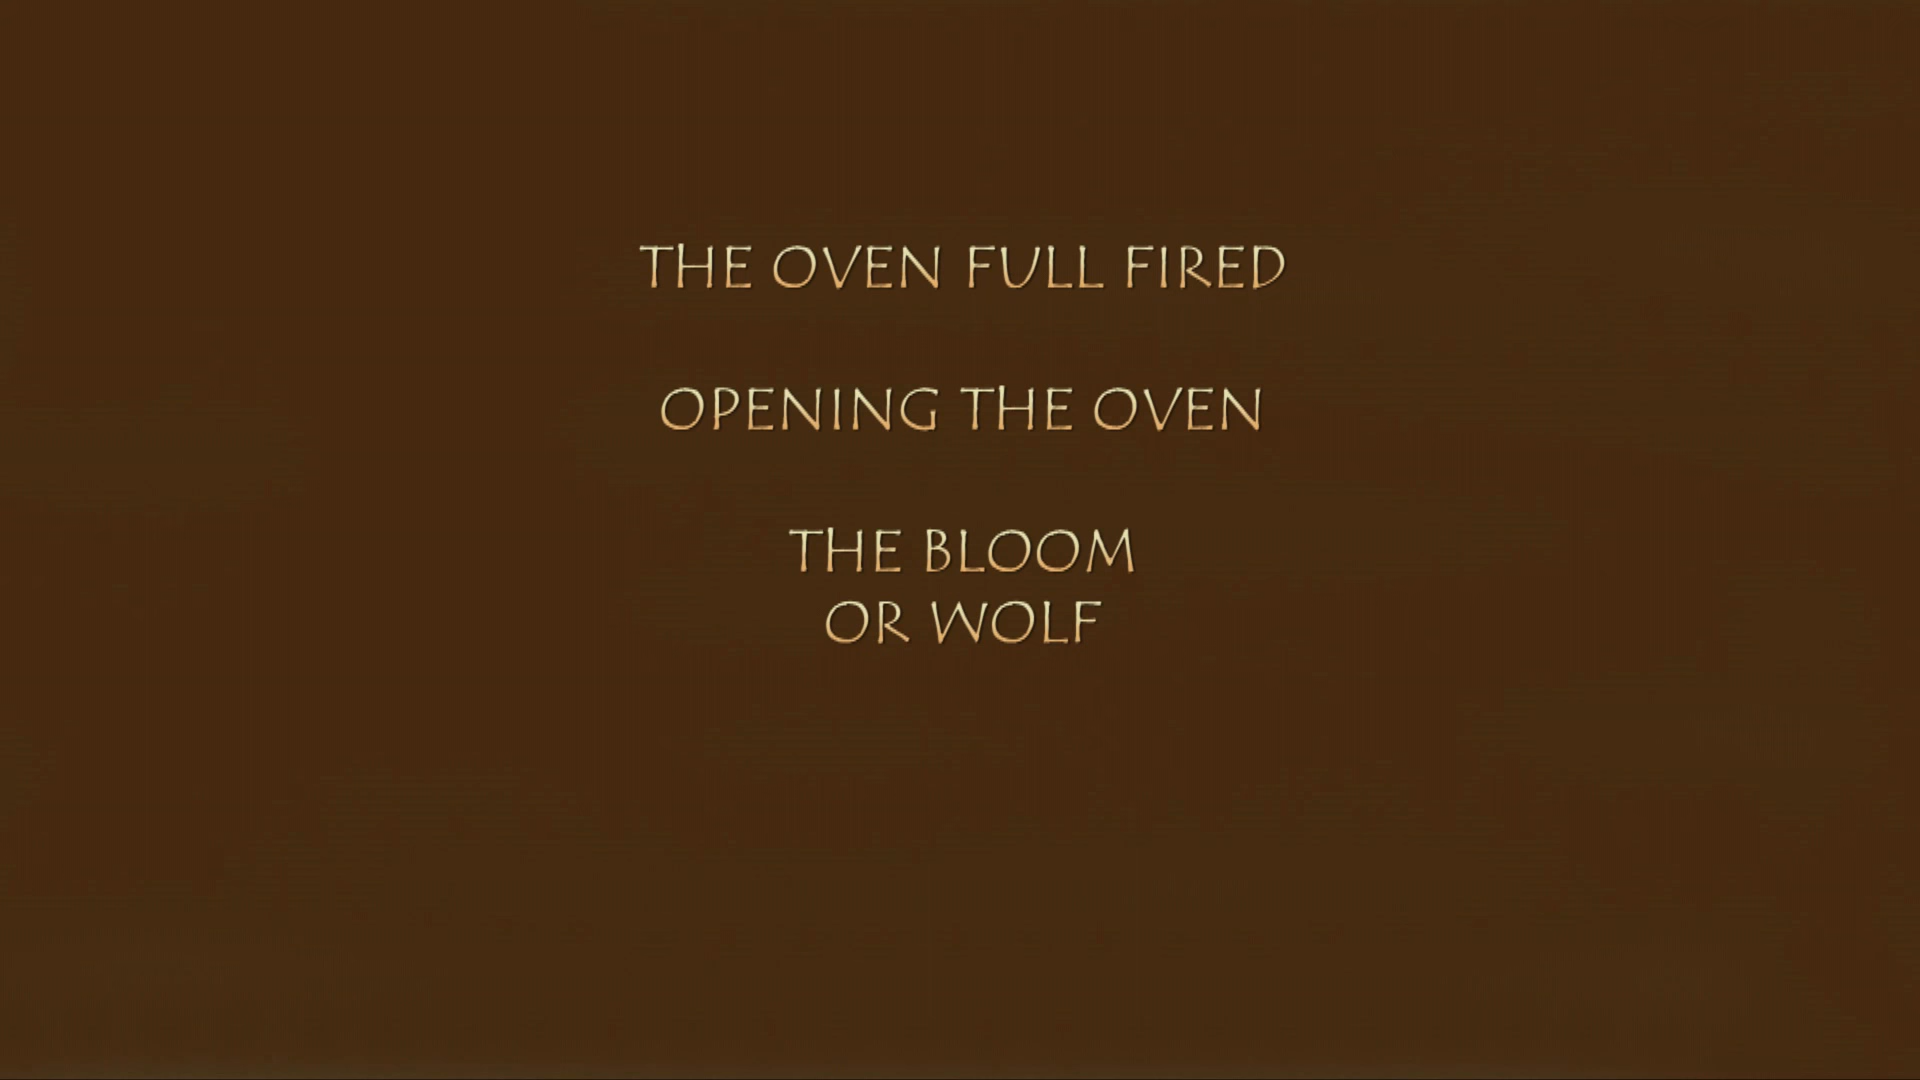 THE OVEN FULL FIRED
OPENING THE OVEN
THE BLOOM
OR WOLF